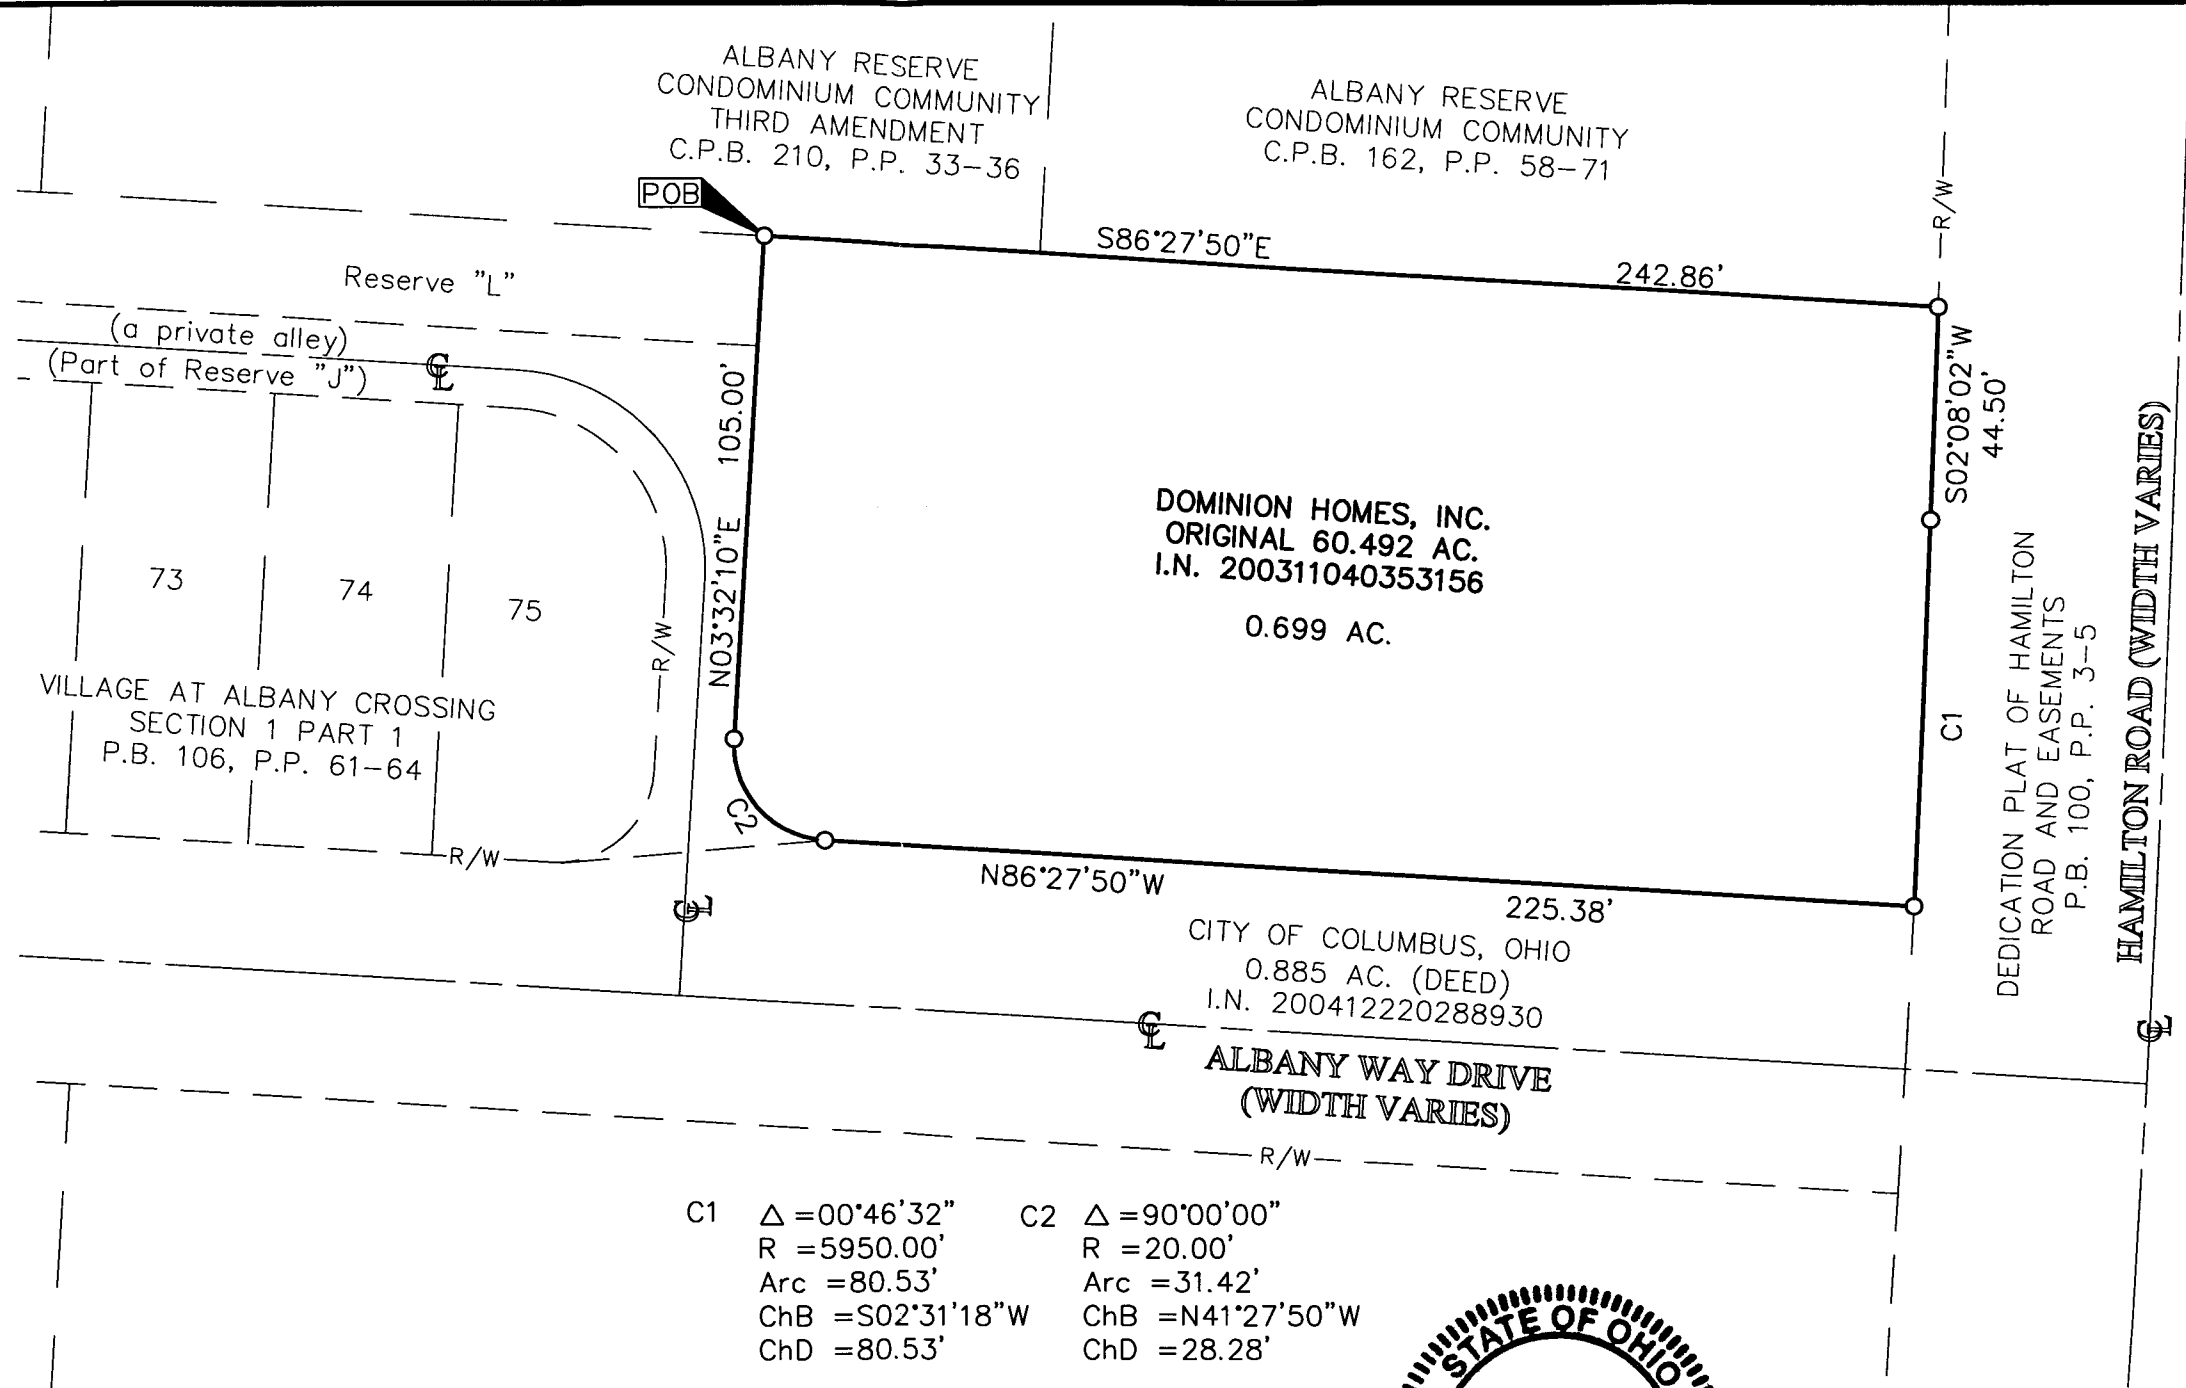 ALBANY RESERVE
CONDOMINIUM COMMUNITY
THIRD AMENDMENT
C.P.B. 210, P.P. 33-36
ALBANY RESERVE
CONDOMINIUM COMMUNITY
C.P.B. 162, P.P. 58-71
R/W
POB
S86°27'50"E
242.86'
Reserve "L"
(a private alley)
(Part of Reserve "J")
CL
N03°32'10"E 105.00'
S02°08'02"W
44.50'
DOMINION HOMES, INC.
ORIGINAL 60.492 AC.
I.N. 200311040353156
0.699 AC.
73
74
75
R/W
VILLAGE AT ALBANY CROSSING
SECTION 1 PART 1
P.B. 106, P.P. 61-64
R/W
C2
C1
DEDICATION PLAT OF HAMILTON
ROAD AND EASEMENTS
P.B. 100, P.P. 3-5
HAMILTON ROAD (WIDTH VARIES)
CL
N86°27'50"W
225.38'
CL
CITY OF COLUMBUS, OHIO
0.885 AC. (DEED)
I.N. 200412220288930
CL
ALBANY WAY DRIVE
(WIDTH VARIES)
R/W
C1 Δ =00°46'32"
R =5950.00'
Arc =80.53'
ChB =S02°31'18"W
ChD =80.53'
C2 Δ =90°00'00"
R =20.00'
Arc =31.42'
ChB =N41°27'50"W
ChD =28.28'
STATE OF OHIO